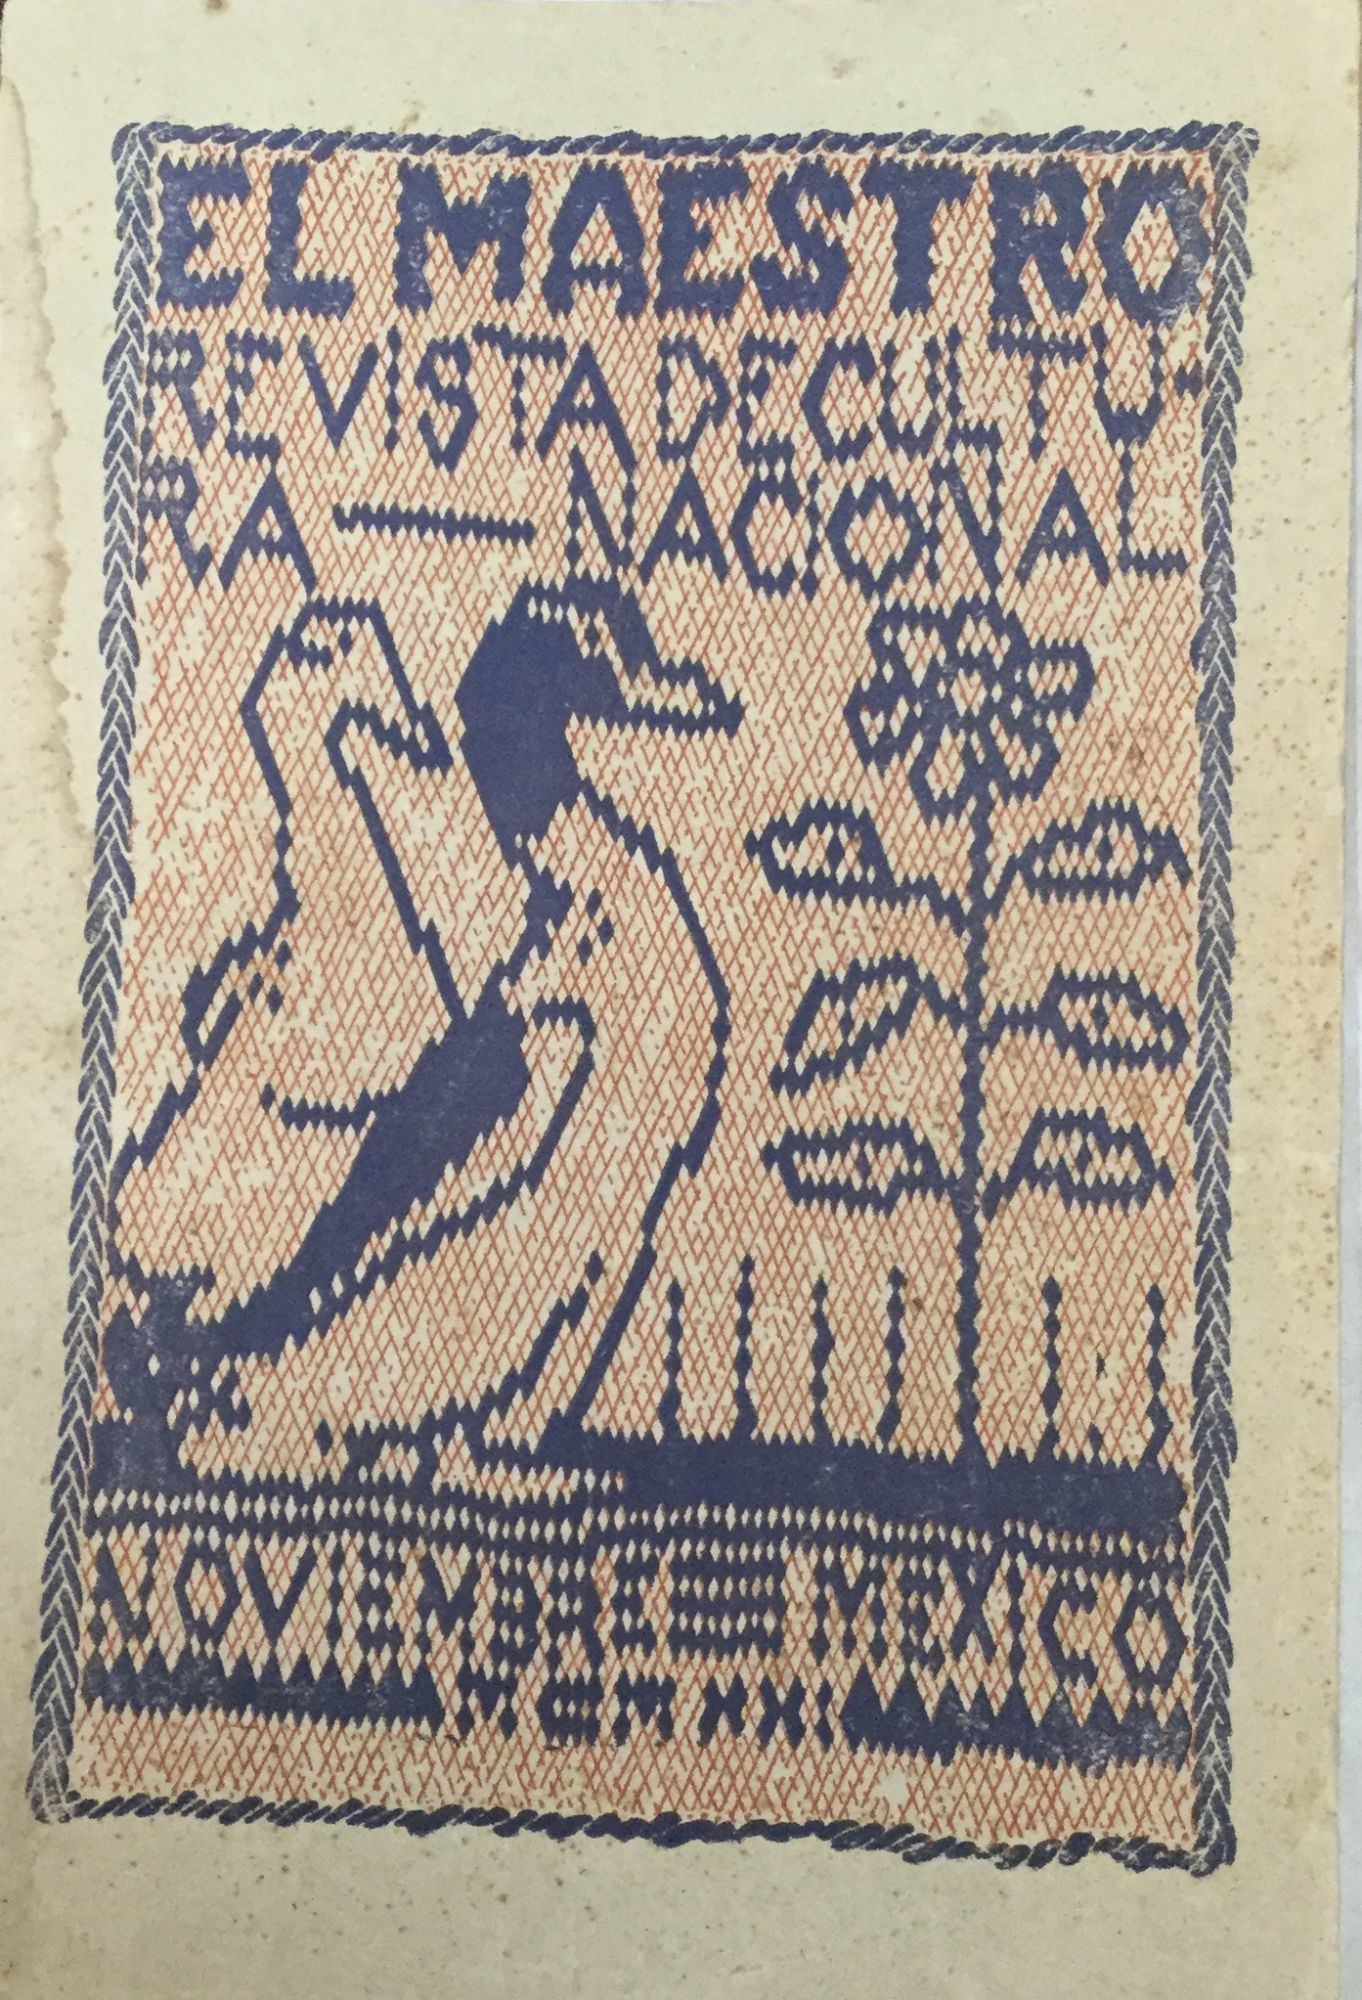 EL MAESTRO
REVISTA DE CULTU-
RA — NACIONAL
NOVIEMBRE MEXICO
MCMXXI